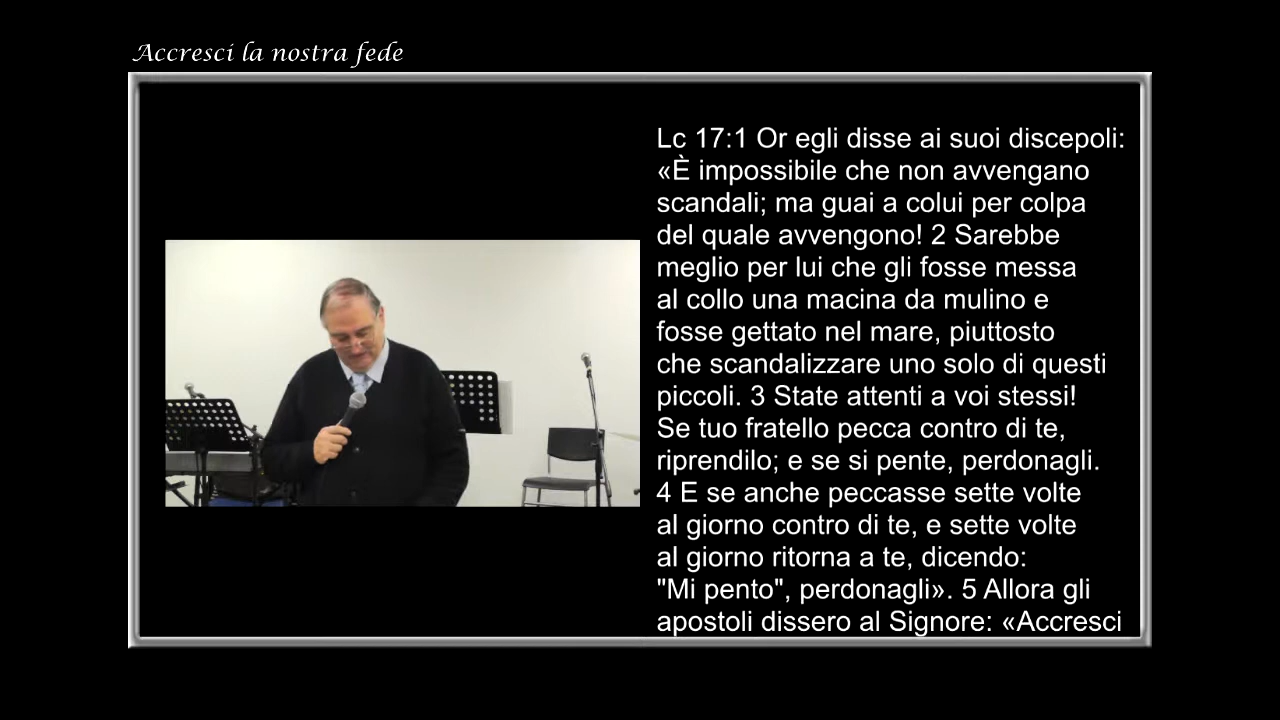 Accresci la nostra fede
Lc 17:1 Or egli disse ai suoi discepoli:
«È impossibile che non avvengano
scandali; ma guai a colui per colpa
del quale avvengono! 2 Sarebbe
meglio per lui che gli fosse messa
al collo una macina da mulino e
fosse gettato nel mare, piuttosto
che scandalizzare uno solo di questi
piccoli. 3 State attenti a voi stessi!
Se tuo fratello pecca contro di te,
riprendilo; e se si pente, perdonagli.
4 E se anche peccasse sette volte
al giorno contro di te, e sette volte
al giorno ritorna a te, dicendo:
"Mi pento", perdonagli». 5 Allora gli
apostoli dissero al Signore: «Accresci